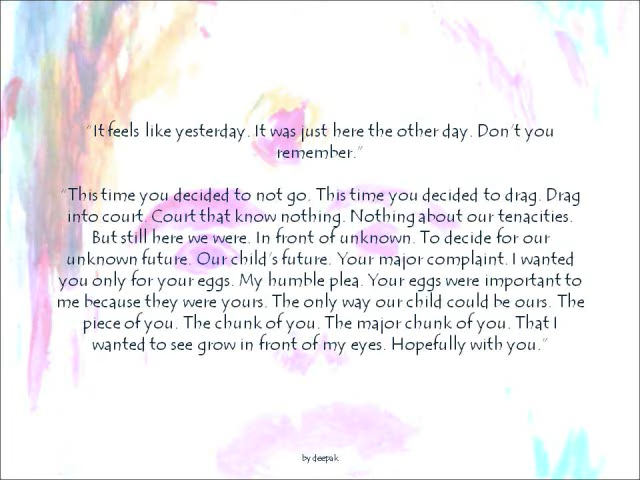 “It feels like yesterday. It was just here the other day. Don’t you
remember.”
“This time you decided to not go. This time you decided to drag. Drag
into court. Court that know nothing. Nothing about our tenacities.
But still here we were. In front of unknown. To decide for our
unknown future. Our child’s future. Your major complaint. I wanted
you only for your eggs. My humble plea. Your eggs were important to
me because they were yours. The only way our child could be ours. The
piece of you. The chunk of you. The major chunk of you. That I
wanted to see grow in front of my eyes. Hopefully with you.”
by deepak